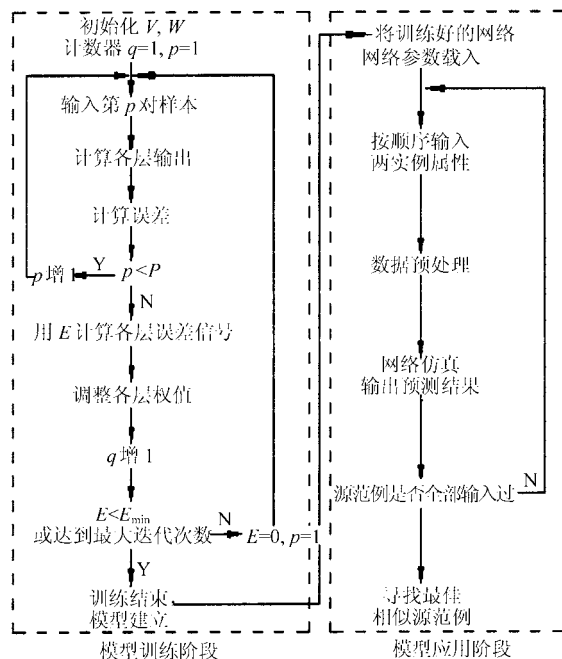 初始化 V, W
计数器 q=1, p=1
输入第 p 对样本
计算各层输出
计算误差
p<P
Y
p 增 1
N
用 E 计算各层误差信号
调整各层权值
q 增 1
E<Emin
或达到最大迭代次数
N
E=0, p=1
Y
训练结束
模型建立
模型训练阶段
将训练好的网络
网络参数载入
按顺序输入
两实例属性
数据预处理
网络仿真
输出预测结果
源范例是否全部输入过
N
寻找最佳
相似源范例
模型应用阶段